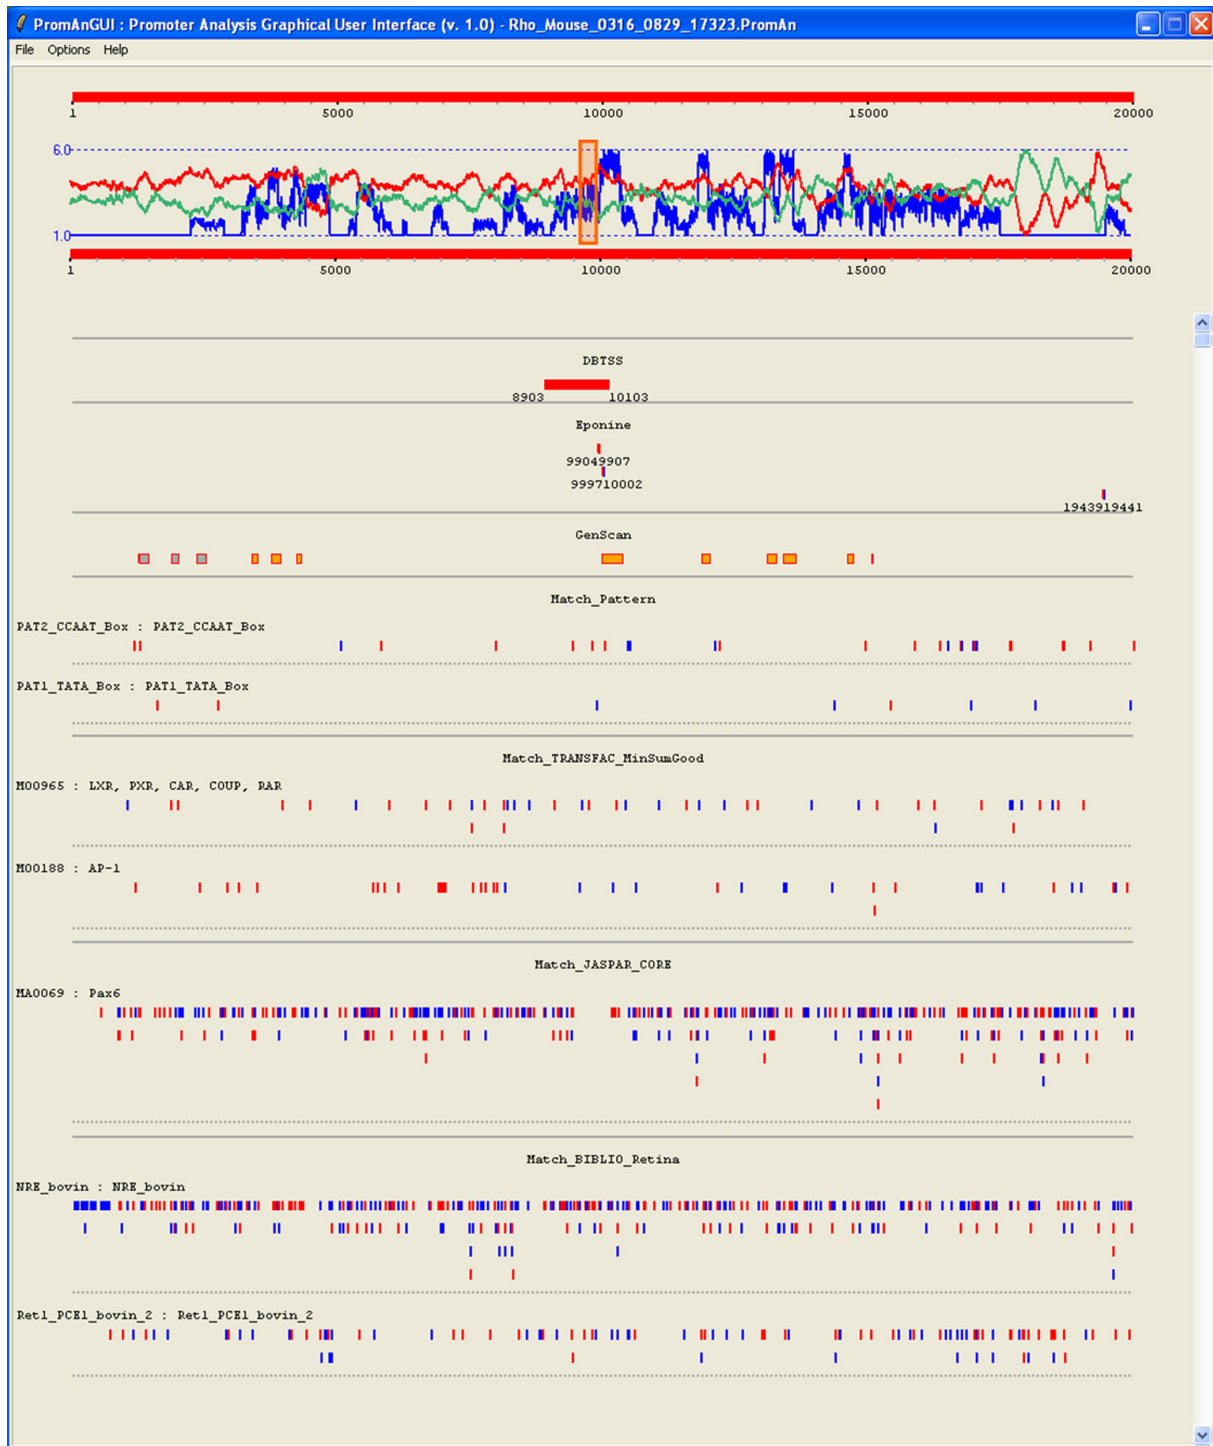 PromAnGUI : Promoter Analysis Graphical User Interface (v. 1.0) - Rho_Mouse_0316_0829_17323.PromAn
File Options Help
1 5000 10000 15000 20000
6.0
1.0
1 5000 10000 15000 20000
DBTSS
8903 10103
Eponine
99049907
999710002
1943919441
GenScan
Match_Pattern
PAT2_CCAAT_Box : PAT2_CCAAT_Box
PAT1_TATA_Box : PAT1_TATA_Box
Match_TRANSFAC_MinSumGood
M00965 : LXR, PXR, CAR, COUP, RAR
M00188 : AP-1
Match_JASPAR_CORE
MA0069 : Pax6
Match_BIBLIO_Retina
NRE_bovin : NRE_bovin
Ret1_PCE1_bovin_2 : Ret1_PCE1_bovin_2